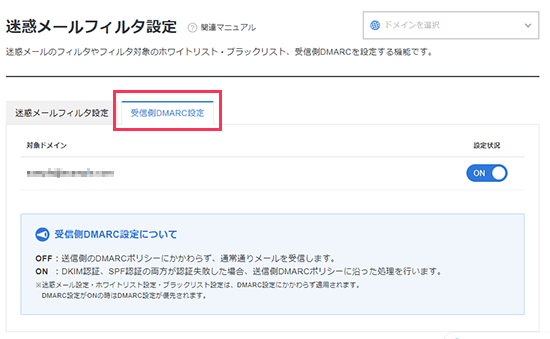 迷惑メールフィルタ設定
? 関連マニュアル
ドメインを選択
迷惑メールのフィルタやフィルタ対象のホワイトリスト・ブラックリスト、受信側DMARCを設定する機能です。
迷惑メールフィルタ設定
受信側DMARC設定
対象ドメイン
設定状況
ON
受信側DMARC設定について
OFF:送信側のDMARCポリシーにかかわらず、通常通りメールを受信します。
ON :DKIM認証、SPF認証の両方が認証失敗した場合、送信側DMARCポリシーに沿った処理を行います。
※迷惑メール設定・ホワイトリスト設定・ブラックリスト設定は、DMARC設定にかかわらず適用されます。
DMARC設定がONの時はDMARC設定が優先されます。